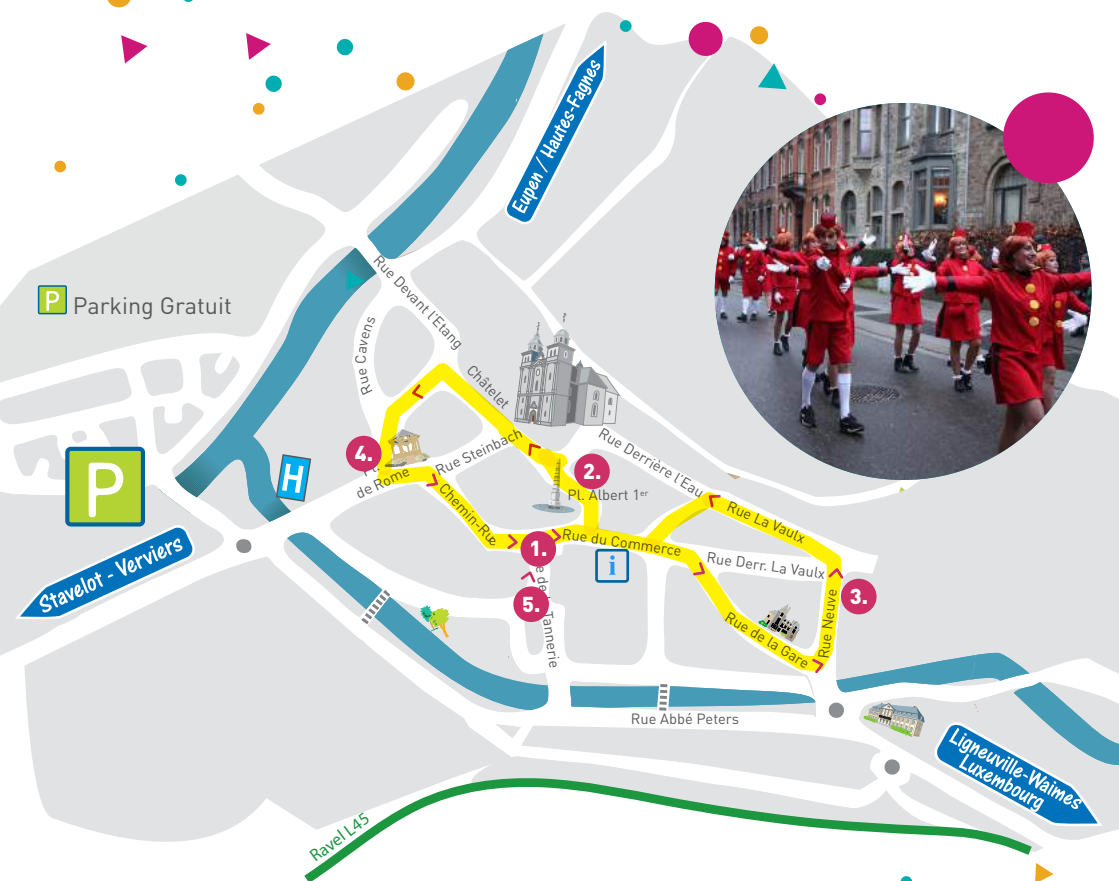 Eupen / Hautes-Fagnes
P Parking Gratuit
Rue Devant l'Etang
Rue Cavens
Châtelet
Rue Steinbach
Rue Derrière l'Eau
4.
de Rome
2.
Pl. Albert 1er
P
H
Chemin-Rue
Rue La Vaulx
1.
Rue du Commerce
i
Rue Derr. La Vaulx
Stavelot - Verviers
5.
e de la Tannerie
3.
Rue Neuve
Rue de la Gare
Rue Abbé Peters
Ligneuville-Waimes
Luxembourg
Ravel L45